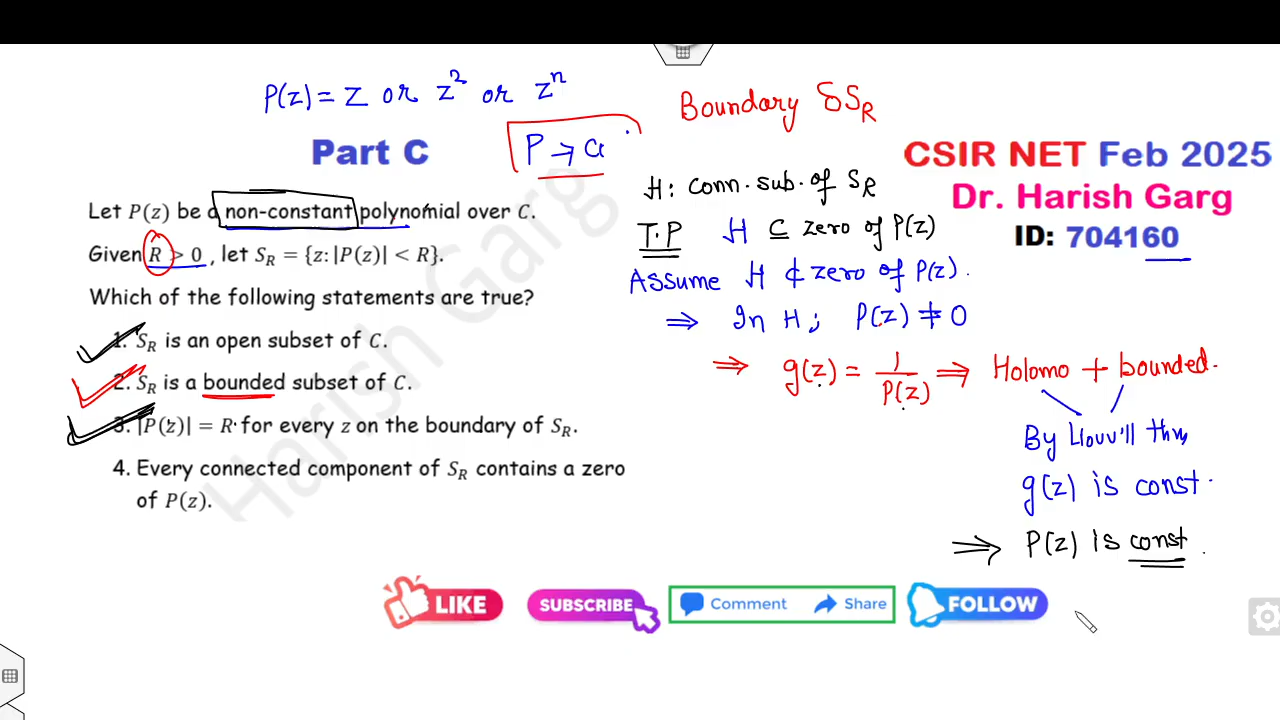 P(z) = z or z² or zⁿ
Part C
P → C
Let P(z) be a non-constant polynomial over C.
Given R > 0 , let S_R = {z: |P(z)| < R}.
Which of the following statements are true?
1. S_R is an open subset of C.
2. S_R is a bounded subset of C.
3. |P(z)| = R for every z on the boundary of S_R.
4. Every connected component of S_R contains a zero
of P(z).
Boundary δS_R
H: Conn. sub. of S_R
T.P H ⊆ zero of P(z)
Assume H ⊄ zero of P(z).
⇒ In H; P(z) ≠ 0
⇒ g(z) = 1/P(z) ⇒ Holomo + bounded.
By Liouv'll thm
g(z) is const.
⇒ P(z) is const.
CSIR NET Feb 2025
Dr. Harish Garg
ID: 704160
Harish Garg
LIKE
SUBSCRIBE
Comment
Share
FOLLOW